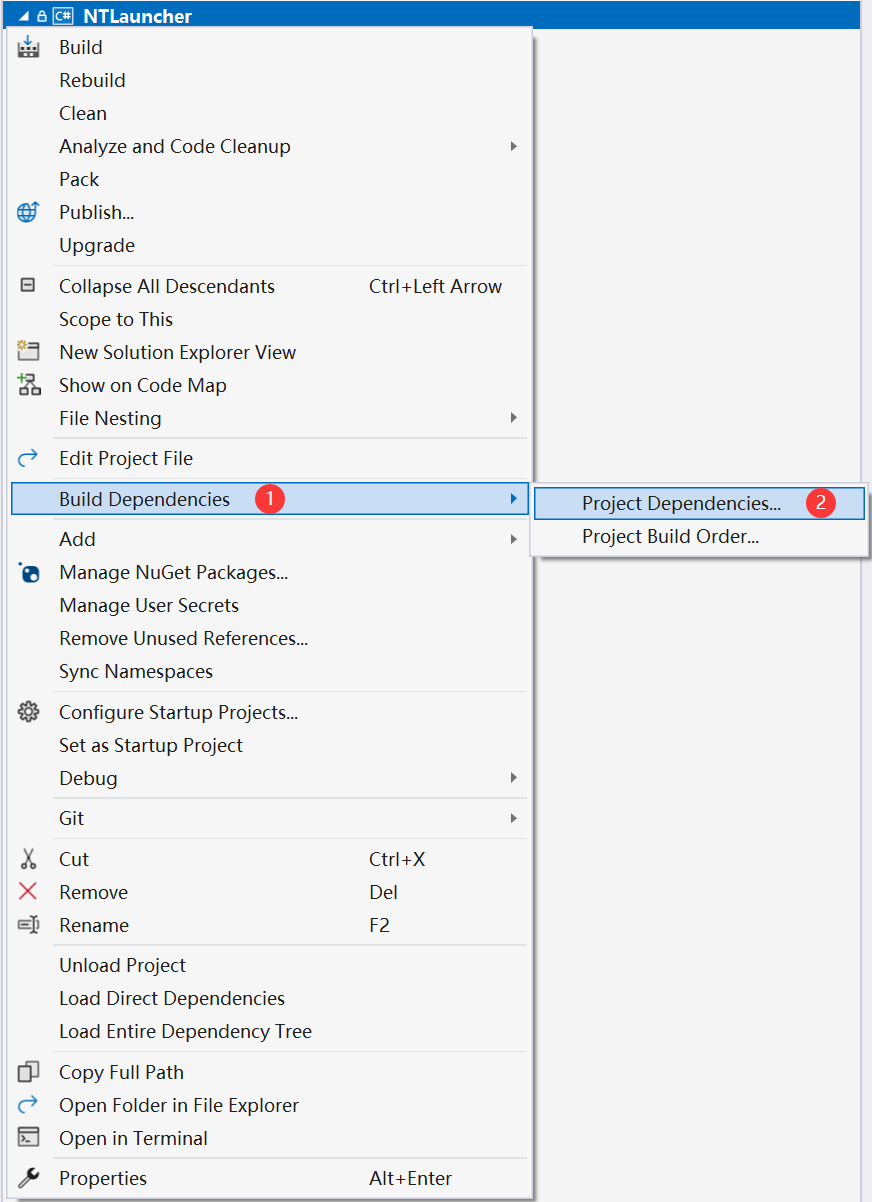 C# NTLauncher
Build
Rebuild
Clean
Analyze and Code Cleanup
Pack
Publish...
Upgrade
Collapse All Descendants Ctrl+Left Arrow
Scope to This
New Solution Explorer View
Show on Code Map
File Nesting
Edit Project File
Build Dependencies 1
Project Dependencies... 2
Project Build Order...
Add
Manage NuGet Packages...
Manage User Secrets
Remove Unused References...
Sync Namespaces
Configure Startup Projects...
Set as Startup Project
Debug
Git
Cut Ctrl+X
Remove Del
Rename F2
Unload Project
Load Direct Dependencies
Load Entire Dependency Tree
Copy Full Path
Open Folder in File Explorer
Open in Terminal
Properties Alt+Enter